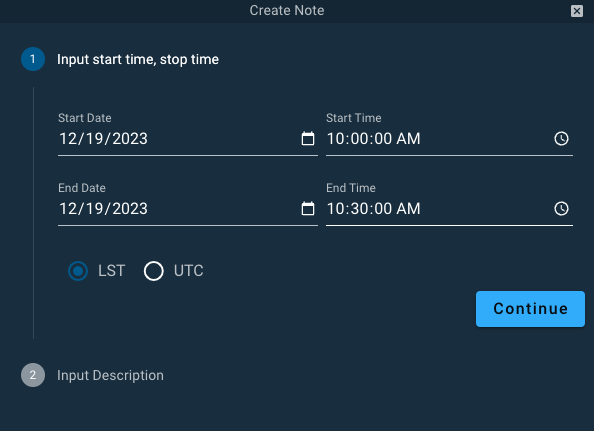 Create Note
1 Input start time, stop time
Start Date Start Time
12/19/2023 10:00:00 AM
End Date End Time
12/19/2023 10:30:00 AM
LST UTC
Continue
2 Input Description